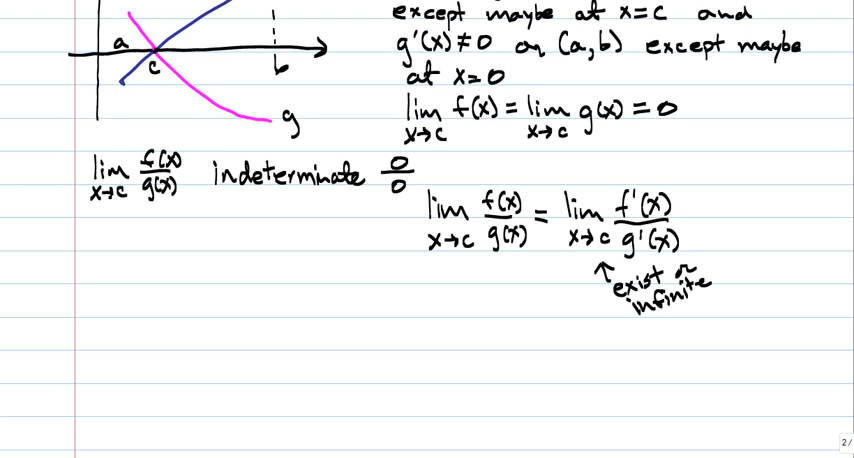 except maybe at x=c and
a
g'(x)≠0 on (a,b) except maybe
c
b
at x=0
g
lim f(x) = lim g(x) = 0
x→c x→c
lim f(x)/g(x) indeterminate 0/0
x→c
lim f(x)/g(x) = lim f'(x)/g'(x)
x→c x→c
↑ exist or
infinite
2/